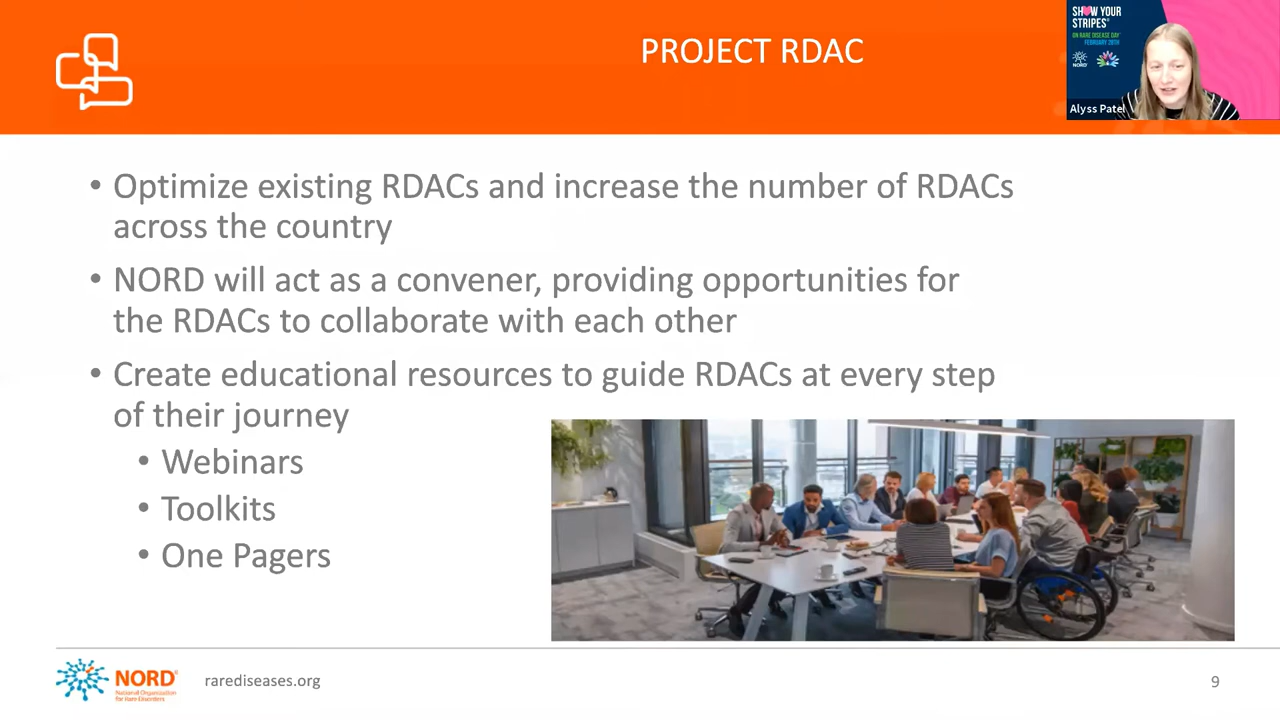 PROJECT RDAC
SHOW YOUR
STRIPES®
ON RARE DISEASE DAY
FEBRUARY 28TH
NORD
Alyss Patel
• Optimize existing RDACs and increase the number of RDACs
across the country
• NORD will act as a convener, providing opportunities for
the RDACs to collaborate with each other
• Create educational resources to guide RDACs at every step
of their journey
• Webinars
• Toolkits
• One Pagers
NORD®
National Organization
for Rare Disorders
rarediseases.org
9